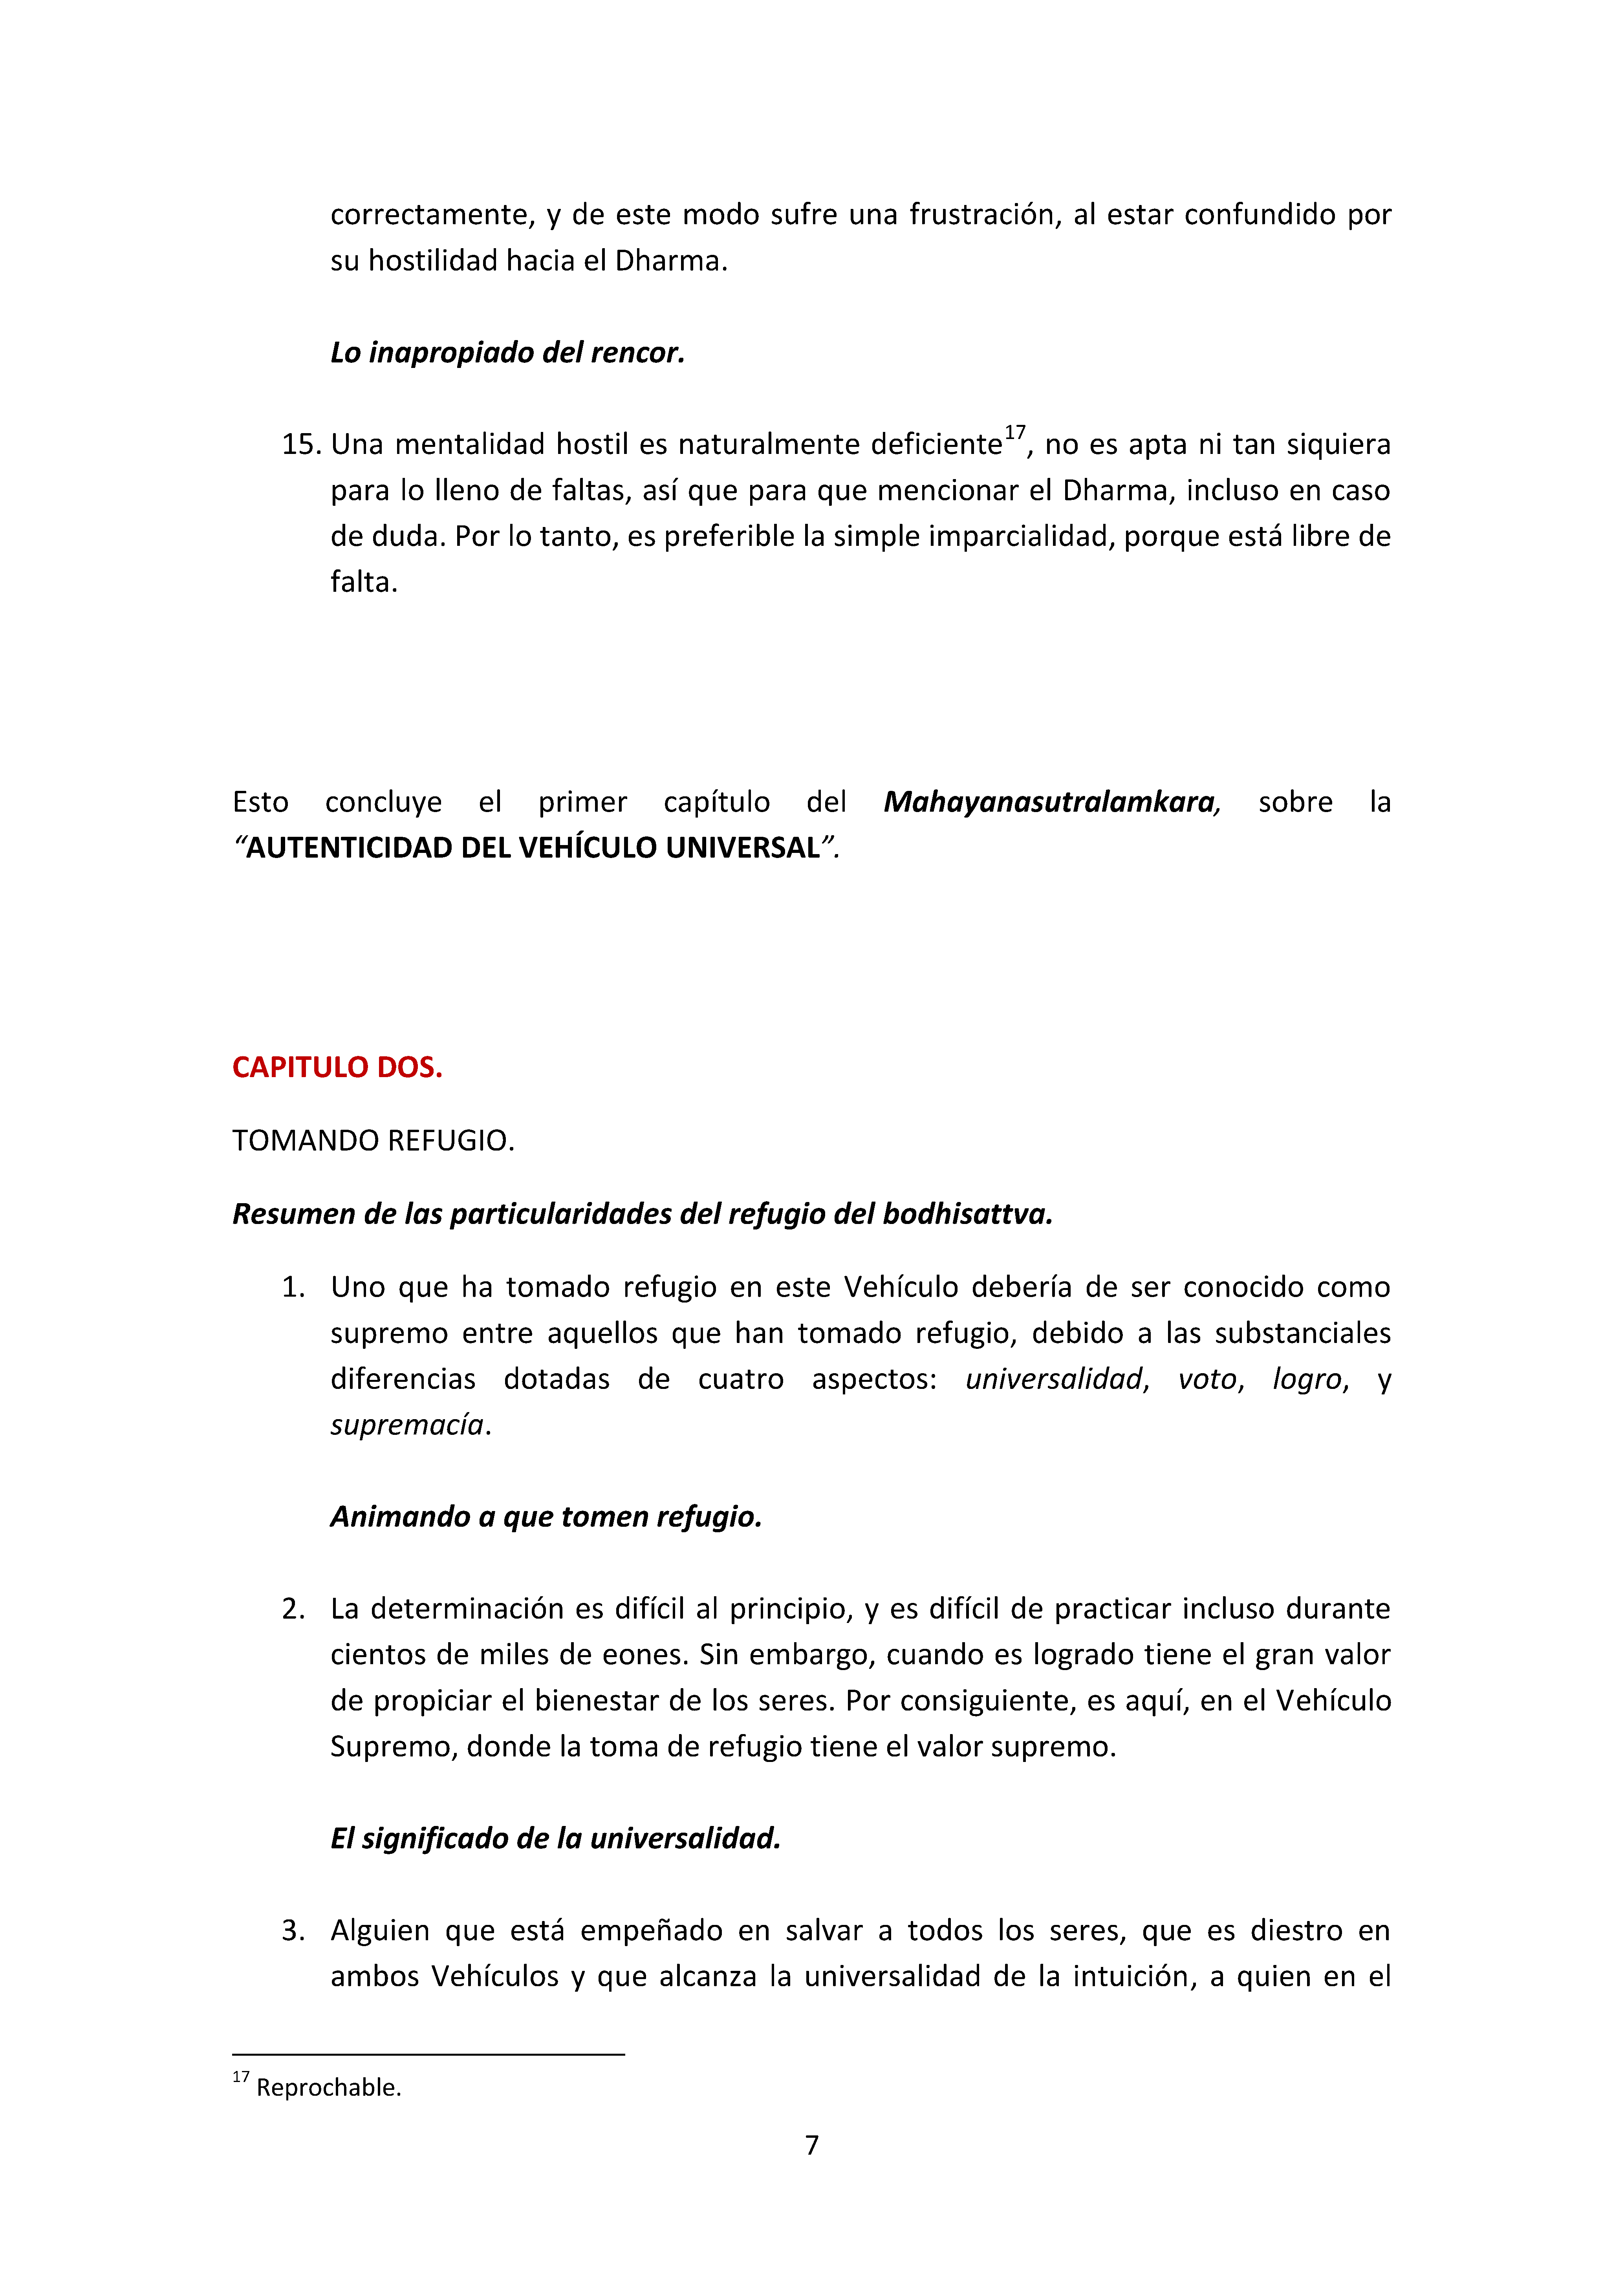 correctamente, y de este modo sufre una frustración, al estar confundido por
su hostilidad hacia el Dharma.
Lo inapropiado del rencor.
15. Una mentalidad hostil es naturalmente deficiente17, no es apta ni tan siquiera
para lo lleno de faltas, así que para que mencionar el Dharma, incluso en caso
de duda. Por lo tanto, es preferible la simple imparcialidad, porque está libre de
falta.
Esto concluye el primer capítulo del Mahayanasutralamkara, sobre la
“AUTENTICIDAD DEL VEHÍCULO UNIVERSAL”.
CAPITULO DOS.
TOMANDO REFUGIO.
Resumen de las particularidades del refugio del bodhisattva.
1. Uno que ha tomado refugio en este Vehículo debería de ser conocido como
supremo entre aquellos que han tomado refugio, debido a las substanciales
diferencias dotadas de cuatro aspectos: universalidad, voto, logro, y
supremacía.
Animando a que tomen refugio.
2. La determinación es difícil al principio, y es difícil de practicar incluso durante
cientos de miles de eones. Sin embargo, cuando es logrado tiene el gran valor
de propiciar el bienestar de los seres. Por consiguiente, es aquí, en el Vehículo
Supremo, donde la toma de refugio tiene el valor supremo.
El significado de la universalidad.
3. Alguien que está empeñado en salvar a todos los seres, que es diestro en
ambos Vehículos y que alcanza la universalidad de la intuición, a quien en el
17 Reprochable.
7